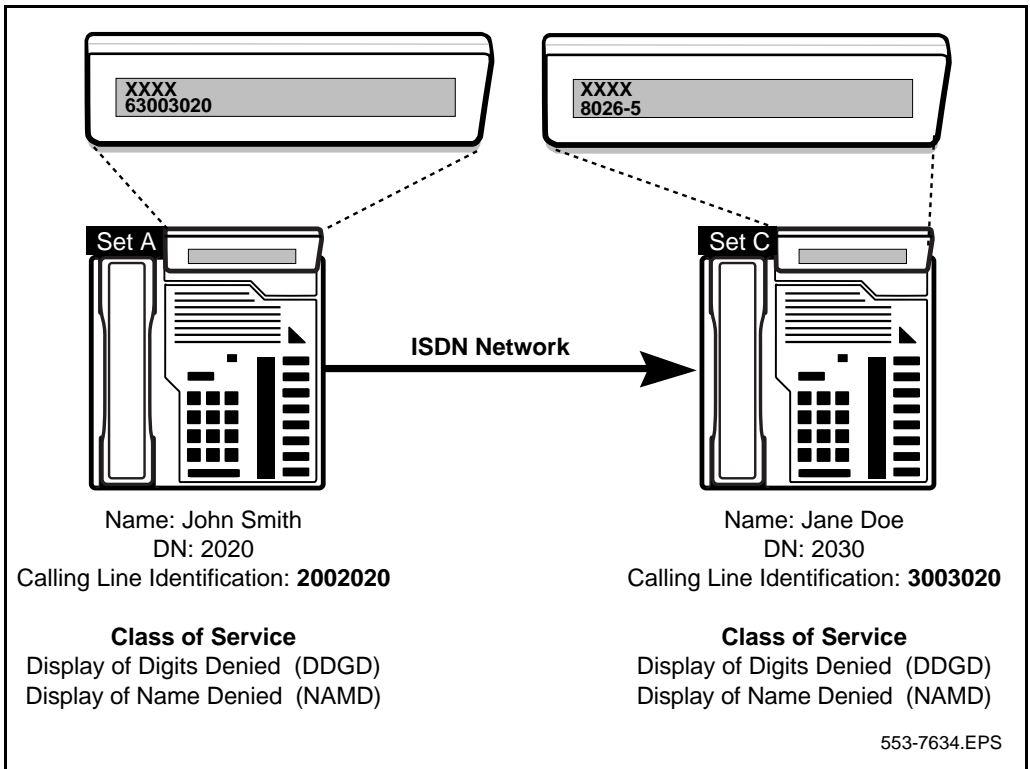 XXXX
63003020
XXXX
8026-5
Set A
Set C
ISDN Network
Name: John Smith
DN: 2020
Calling Line Identification: 2002020
Class of Service
Display of Digits Denied (DDGD)
Display of Name Denied (NAMD)
Name: Jane Doe
DN: 2030
Calling Line Identification: 3003020
Class of Service
Display of Digits Denied (DDGD)
Display of Name Denied (NAMD)
553-7634.EPS